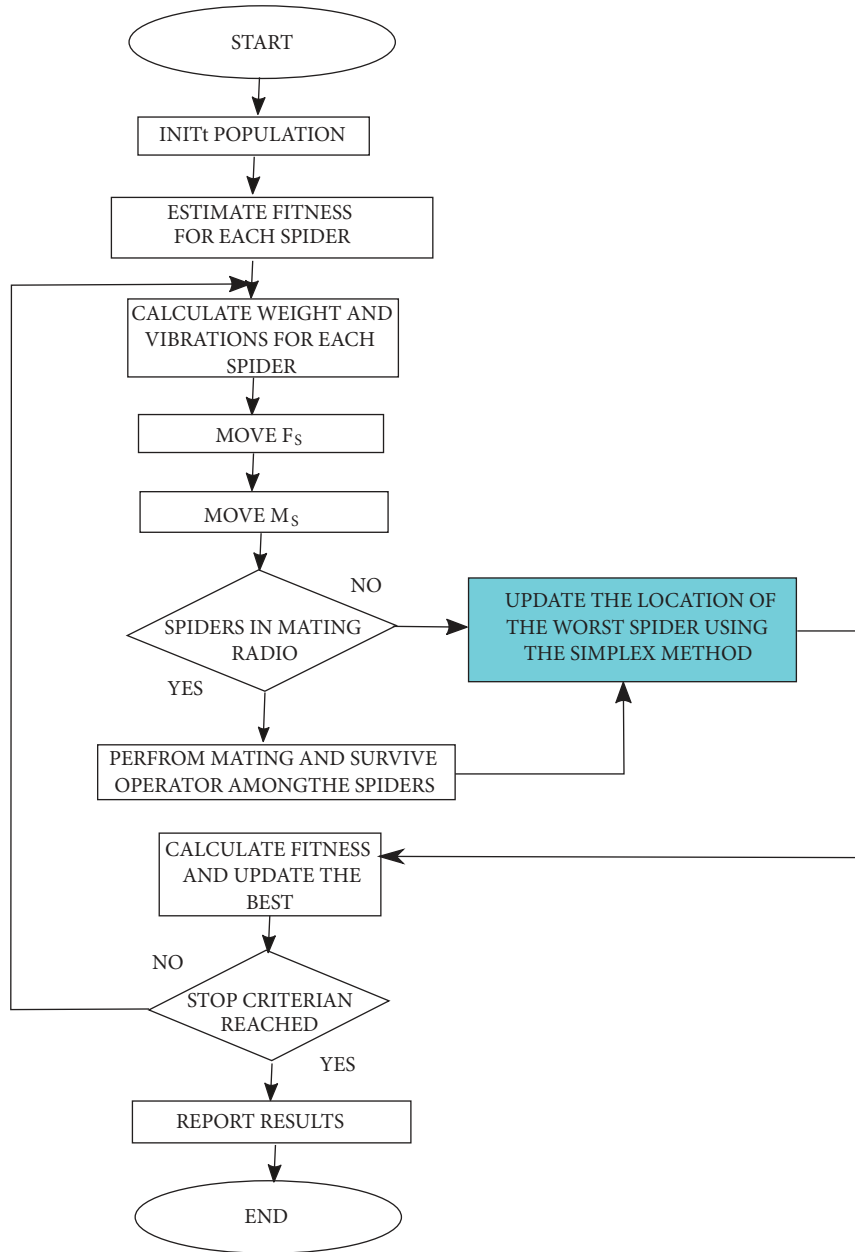 START
INITt POPULATION
ESTIMATE FITNESS
FOR EACH SPIDER
CALCULATE WEIGHT AND
VIBRATIONS FOR EACH
SPIDER
MOVE FS
MOVE MS
NO
SPIDERS IN MATING
RADIO
YES
UPDATE THE LOCATION OF
THE WORST SPIDER USING
THE SIMPLEX METHOD
PERFROM MATING AND SURVIVE
OPERATOR AMONGTHE SPIDERS
CALCULATE FITNESS
AND UPDATE THE
BEST
NO
STOP CRITERIAN
REACHED
YES
REPORT RESULTS
END